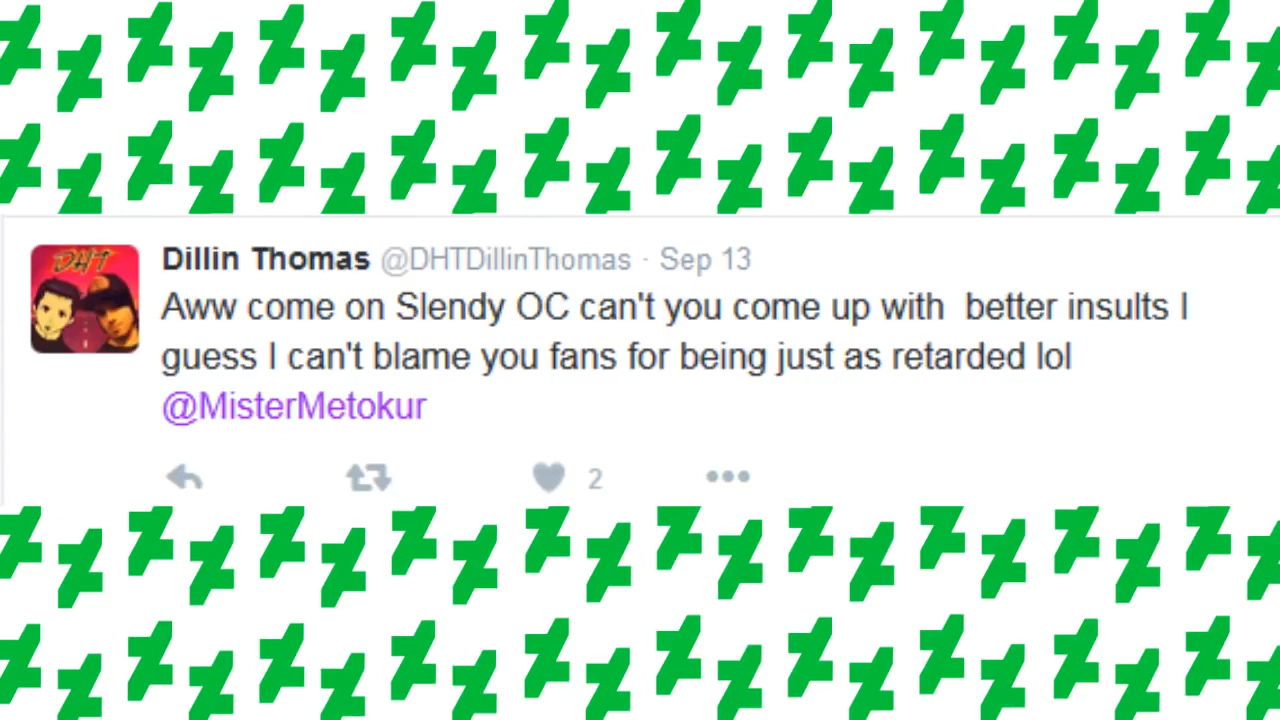 DHT
Dillin Thomas @DHTDillinThomas · Sep 13
Aww come on Slendy OC can't you come up with  better insults I
guess I can't blame you fans for being just as retarded lol
@MisterMetokur
2